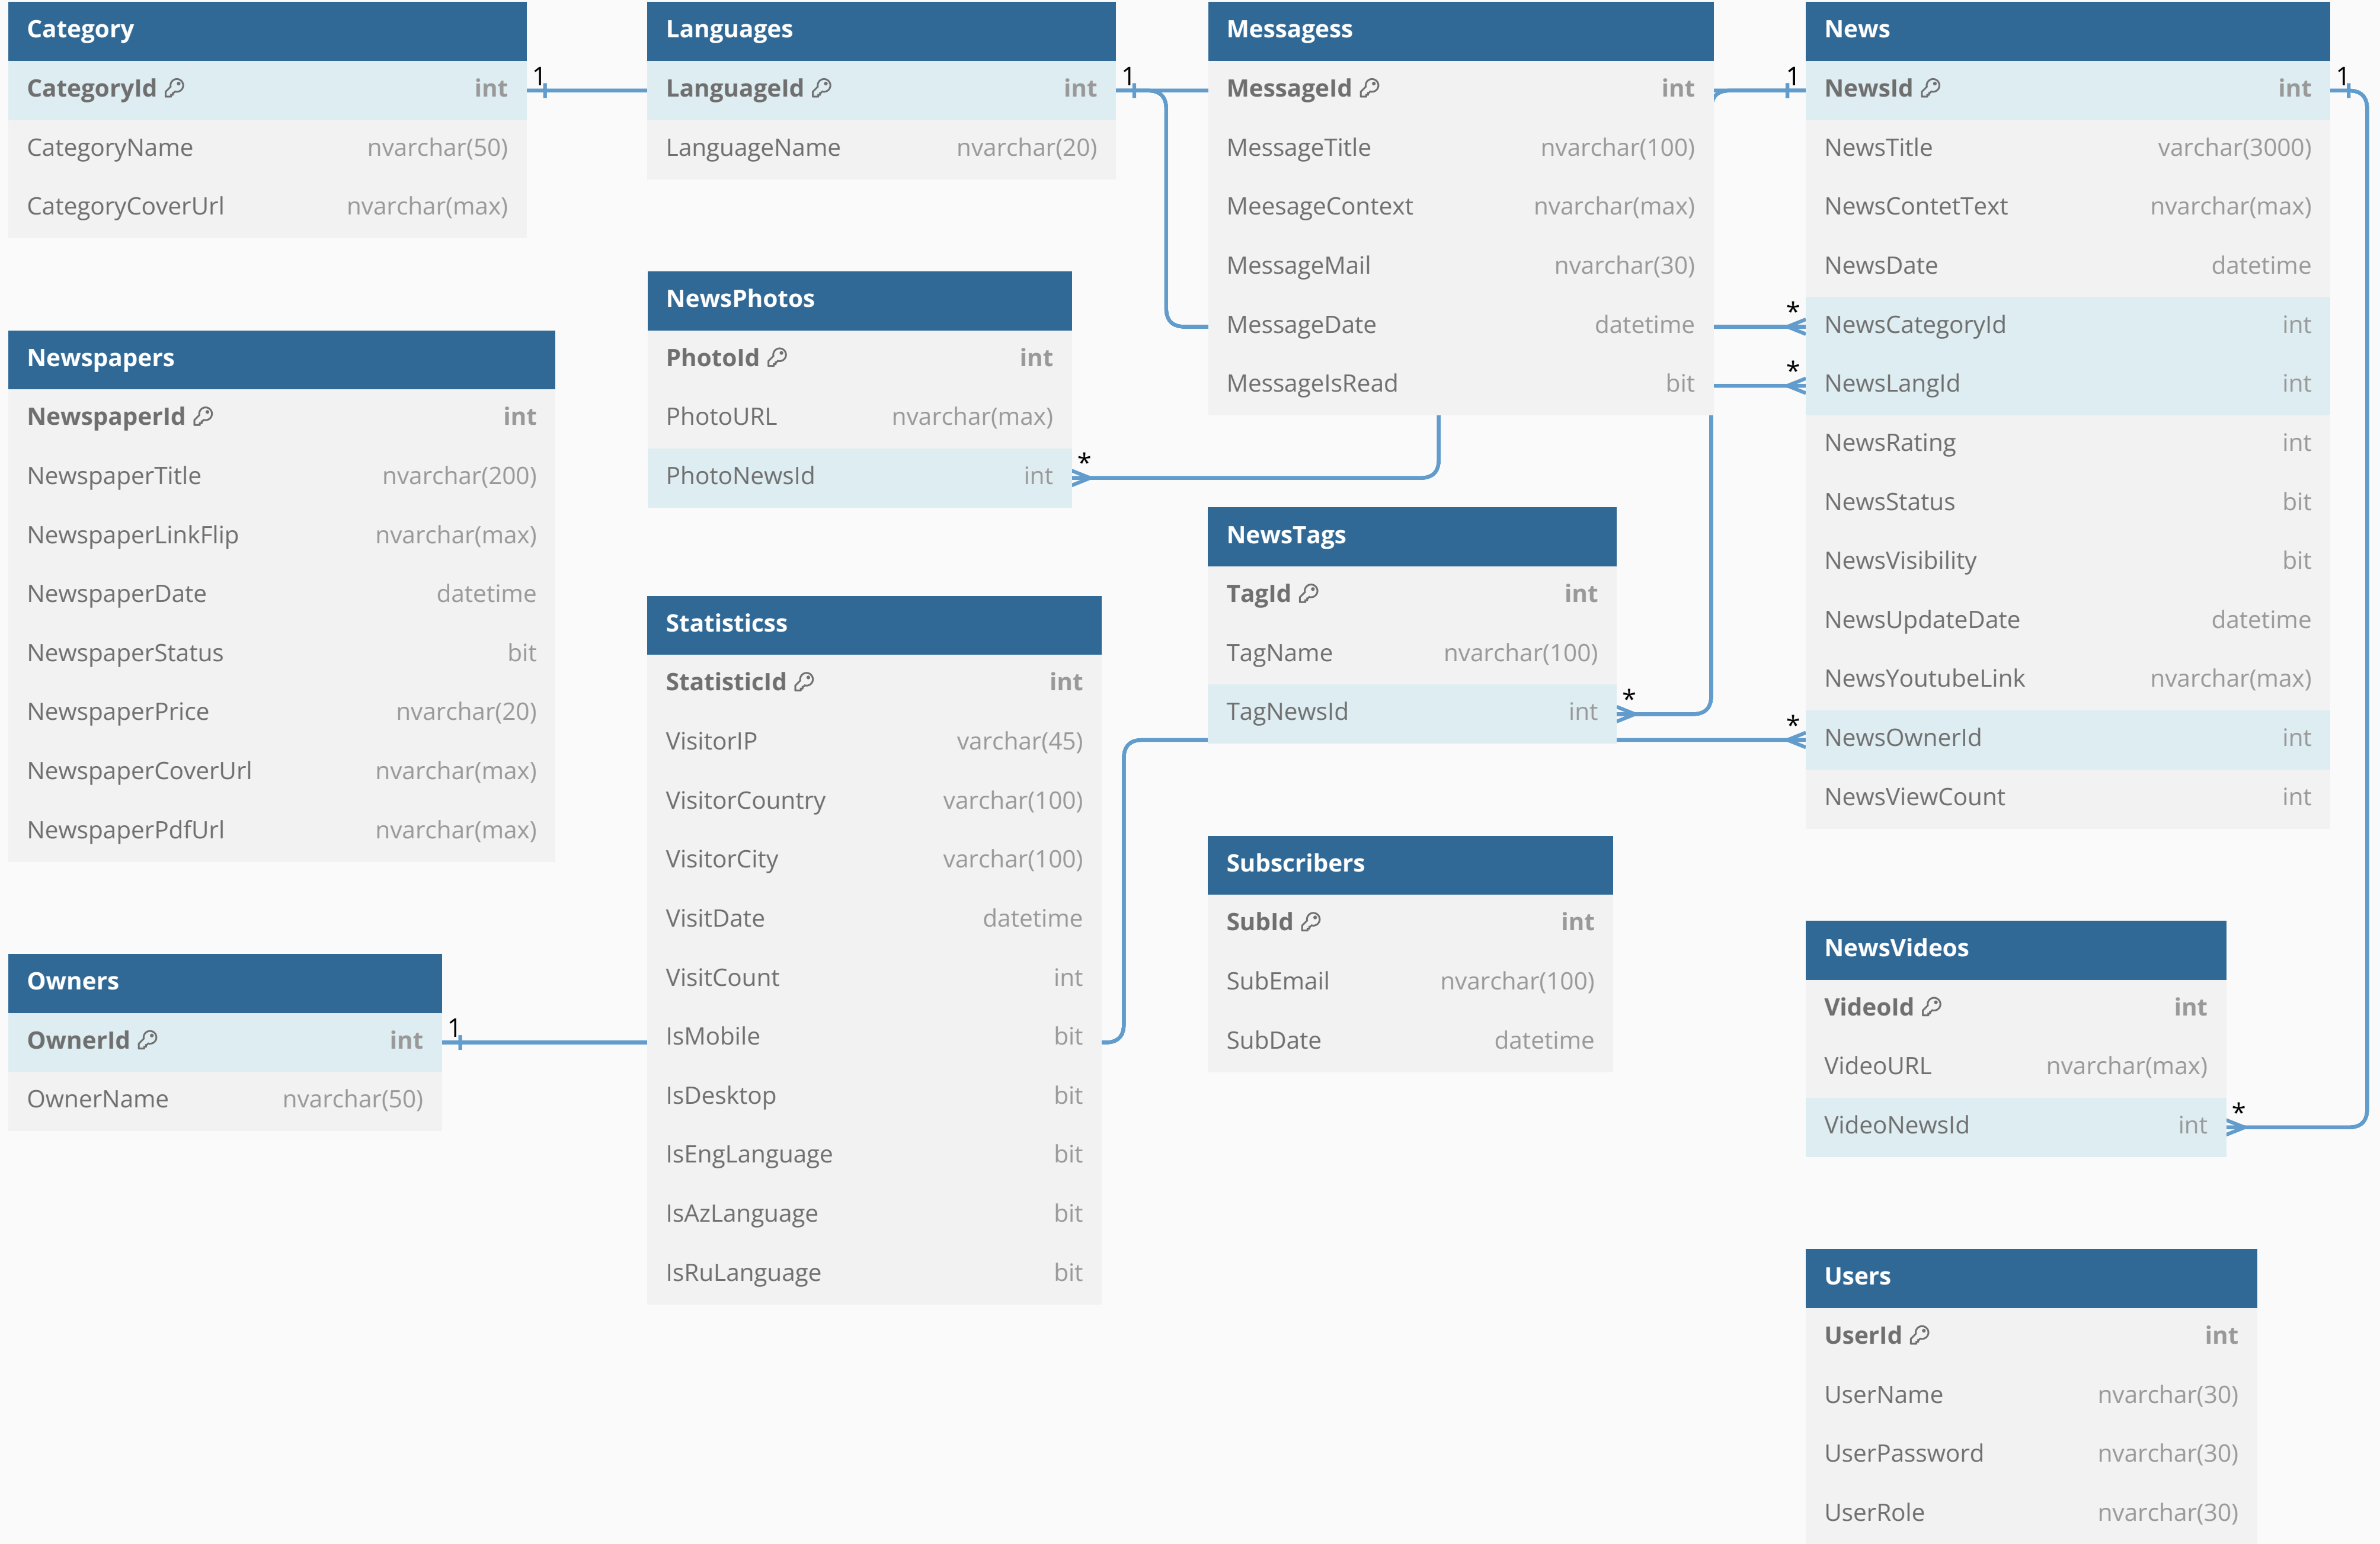 Category
CategoryId int
CategoryName nvarchar(50)
CategoryCoverUrl nvarchar(max)
1
Languages
LanguageId int
LanguageName nvarchar(20)
1
Messagess
MessageId int
MessageTitle nvarchar(100)
MeesageContext nvarchar(max)
MessageMail nvarchar(30)
MessageDate datetime
MessageIsRead bit
1
*
*
News
NewsId int
NewsTitle varchar(3000)
NewsContetText nvarchar(max)
NewsDate datetime
NewsCategoryId int
NewsLangId int
NewsRating int
NewsStatus bit
NewsVisibility bit
NewsUpdateDate datetime
NewsYoutubeLink nvarchar(max)
NewsOwnerId int
NewsViewCount int
1
*
NewsPhotos
PhotoId int
PhotoURL nvarchar(max)
PhotoNewsId int
*
Newspapers
NewspaperId int
NewspaperTitle nvarchar(200)
NewspaperLinkFlip nvarchar(max)
NewspaperDate datetime
NewspaperStatus bit
NewspaperPrice nvarchar(20)
NewspaperCoverUrl nvarchar(max)
NewspaperPdfUrl nvarchar(max)
NewsTags
TagId int
TagName nvarchar(100)
TagNewsId int
*
Statisticss
StatisticId int
VisitorIP varchar(45)
VisitorCountry varchar(100)
VisitorCity varchar(100)
VisitDate datetime
VisitCount int
IsMobile bit
IsDesktop bit
IsEngLanguage bit
IsAzLanguage bit
IsRuLanguage bit
Subscribers
SubId int
SubEmail nvarchar(100)
SubDate datetime
Owners
OwnerId int
OwnerName nvarchar(50)
1
NewsVideos
VideoId int
VideoURL nvarchar(max)
VideoNewsId int
*
Users
UserId int
UserName nvarchar(30)
UserPassword nvarchar(30)
UserRole nvarchar(30)